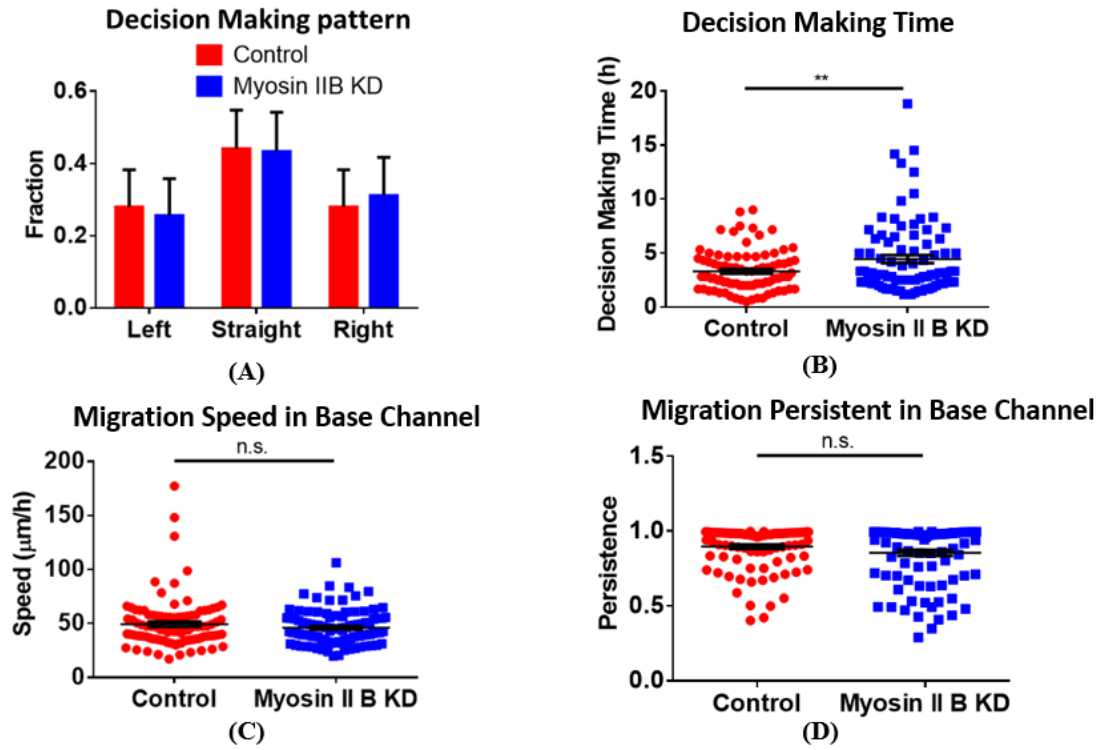 Decision Making pattern
Control
Myosin IIB KD
0.6
0.4
0.2
0.0
Fraction
Left Straight Right
(A)
Decision Making Time
**
20
15
10
5
0
Decision Making Time (h)
Control Myosin II B KD
(B)
Migration Speed in Base Channel
n.s.
200
150
100
50
0
Speed (μm/h)
Control Myosin II B KD
(C)
Migration Persistent in Base Channel
n.s.
1.5
1.0
0.5
0.0
Persistence
Control Myosin II B KD
(D)